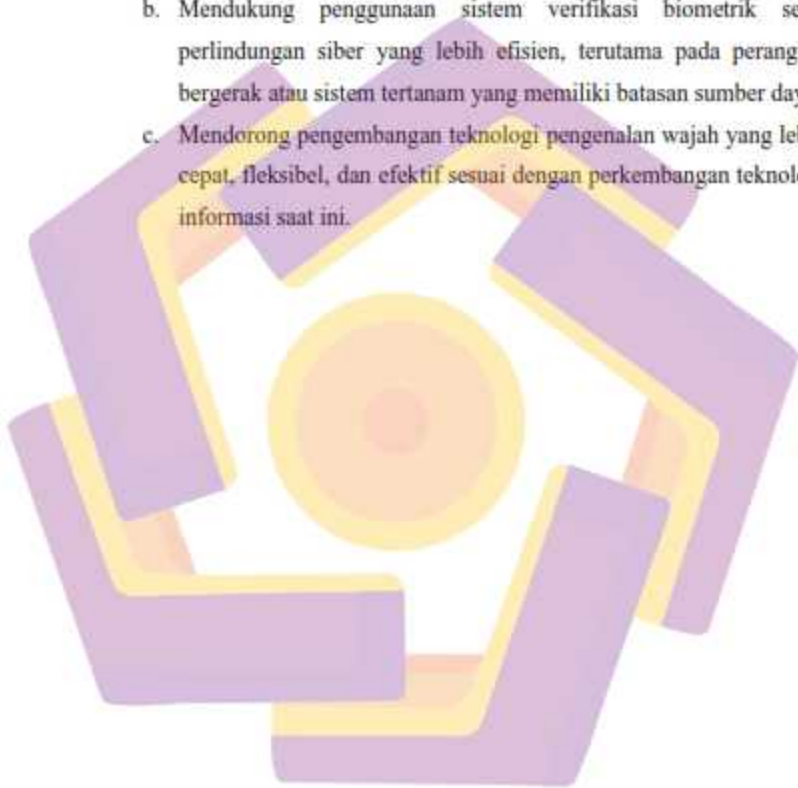 b. Mendukung penggunaan sistem verifikasi biometrik
perlindungan siber yang lebih efisien, terutama pada
bergerak atau sistem tertanam yang memiliki batasan sumber
c. Mendorong pengembangan teknologi pengenalan wajah yang
cepat, fleksibel, dan efektif sesuai dengan perkembangan
informasi saat ini.